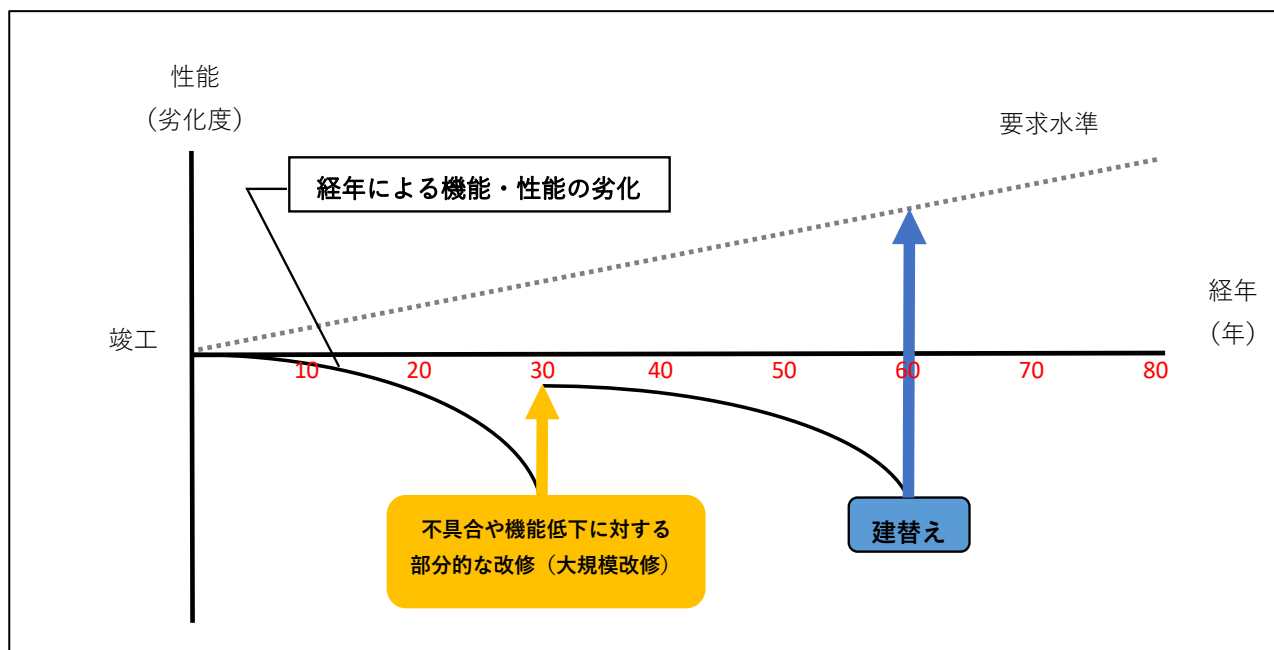 性能
（劣化度）
要求水準
経年による機能・性能の劣化
経年
（年）
竣工
10 20 30 40 50 60 70 80
不具合や機能低下に対する
部分的な改修（大規模改修）
建替え